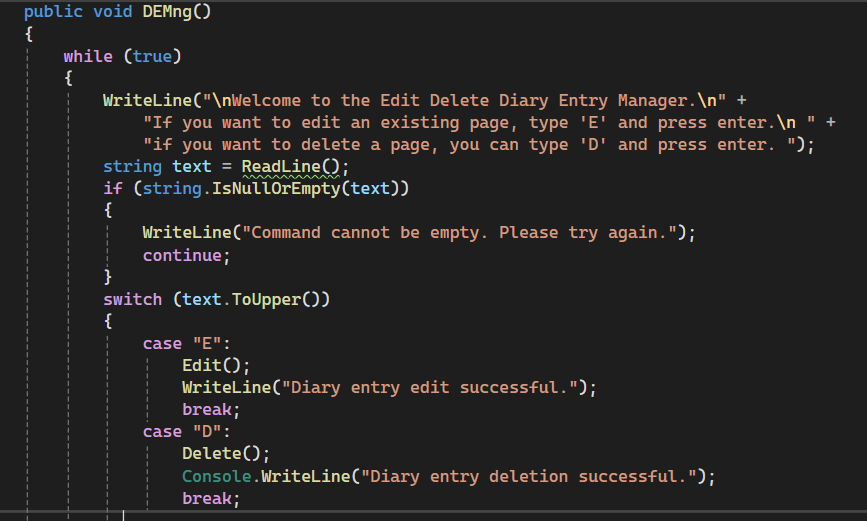 public void DEMng()
{
    while (true)
    {
        WriteLine("\nWelcome to the Edit Delete Diary Entry Manager.\n" +
            "If you want to edit an existing page, type 'E' and press enter.\n " +
            "if you want to delete a page, you can type 'D' and press enter. ");
        string text = ReadLine();
        if (string.IsNullOrEmpty(text))
        {
            WriteLine("Command cannot be empty. Please try again.");
            continue;
        }
        switch (text.ToUpper())
        {
            case "E":
                Edit();
                WriteLine("Diary entry edit successful.");
                break;
            case "D":
                Delete();
                Console.WriteLine("Diary entry deletion successful.");
                break;